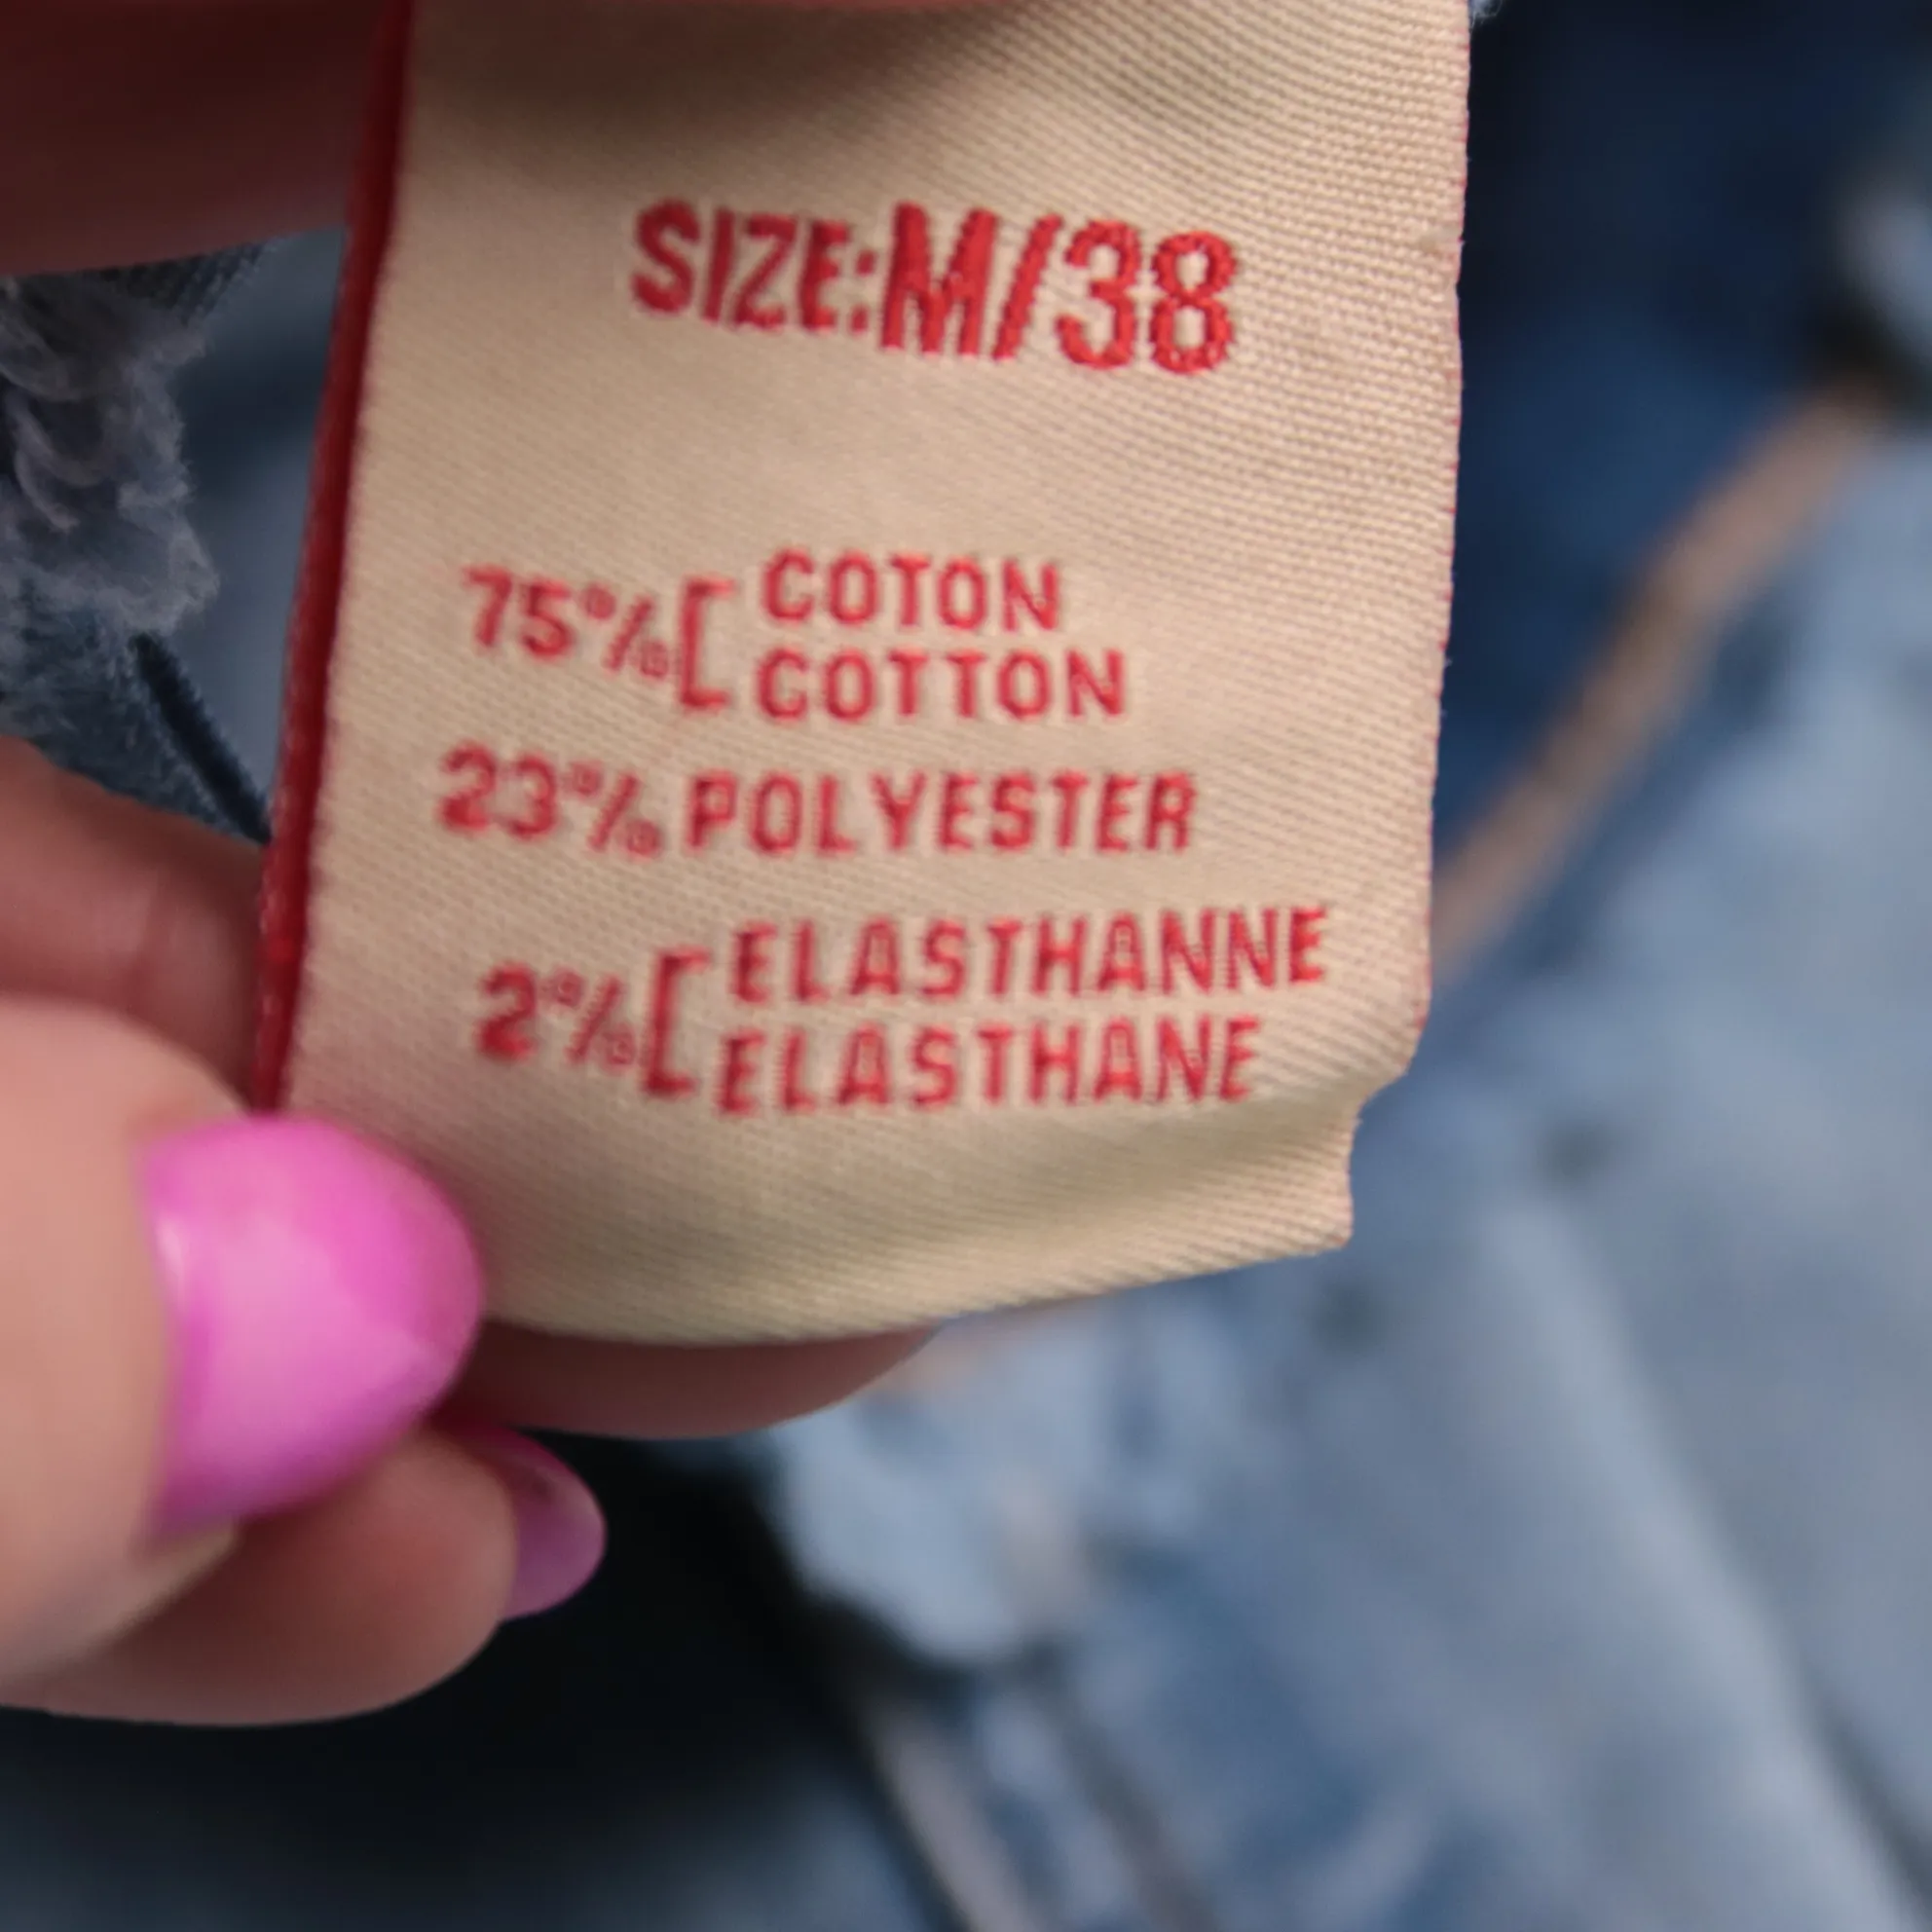 SIZE:M/38
75%[ COTON
COTTON
23% POLYESTER
2%[ ELASTHANNE
ELASTHANE